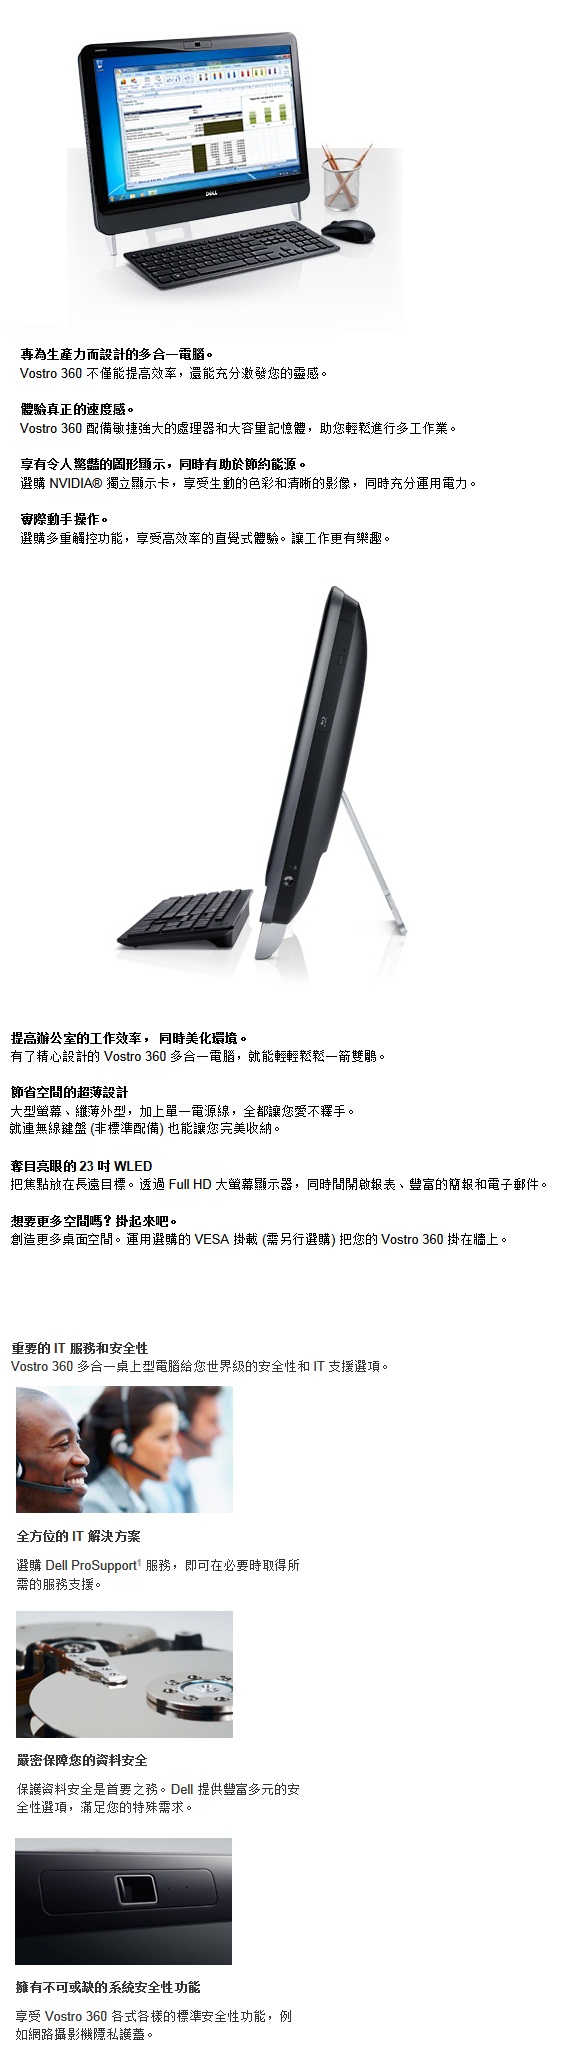 DELL
專為生產力而設計的多合一電腦。
Vostro 360 不僅能提高效率，還能充分激發您的靈感。
體驗真正的速度感。
Vostro 360 配備敏捷強大的處理器和大容量記憶體，助您輕鬆進行多工作業。
享有令人驚豔的圖形顯示，同時有助於節約能源。
選購 NVIDIA® 獨立顯示卡，享受生動的色彩和清晰的影像，同時充分運用電力。
實際動手操作。
選購多重觸控功能，享受高效率的直覺式體驗。讓工作更有樂趣。
提高辦公室的工作效率， 同時美化環境。
有了精心設計的 Vostro 360 多合一電腦，就能輕輕鬆鬆一箭雙鵰。
節省空間的超薄設計
大型螢幕、纖薄外型，加上單一電源線，全都讓您愛不釋手。
就連無線鍵盤 (非標準配備) 也能讓您完美收納。
奪目亮眼的 23 吋 WLED
把焦點放在長遠目標。透過 Full HD 大螢幕顯示器，同時間開啟報表、豐富的簡報和電子郵件。
想要更多空間嗎？掛起來吧。
創造更多桌面空間。運用選購的 VESA 掛載 (需另行選購) 把您的 Vostro 360 掛在牆上。
重要的 IT 服務和安全性
Vostro 360 多合一桌上型電腦給您世界級的安全性和 IT 支援選項。
全方位的 IT 解決方案
選購 Dell ProSupport¹ 服務，即可在必要時取得所
需的服務支援。
嚴密保障您的資料安全
保護資料安全是首要之務。Dell 提供豐富多元的安
全性選項，滿足您的特殊需求。
擁有不可或缺的系統安全性功能
享受 Vostro 360 各式各樣的標準安全性功能，例
如網路攝影機隱私護蓋。